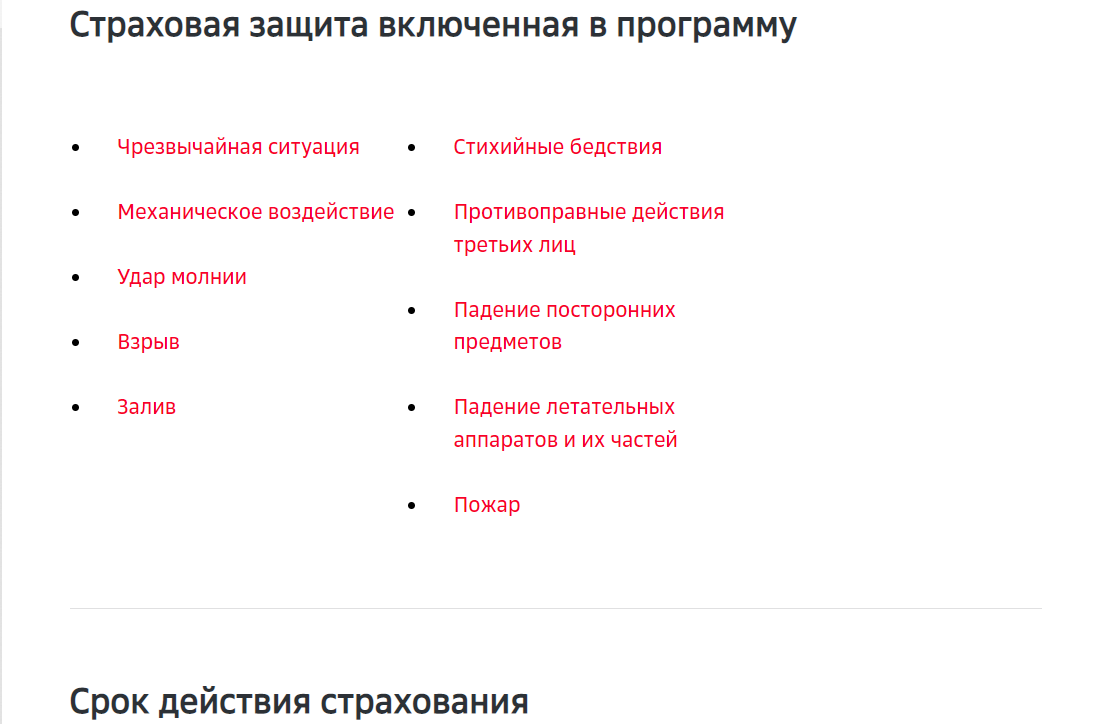 Страховая защита включенная в программу
Чрезвычайная ситуация
Механическое воздействие
Удар молнии
Взрыв
Залив
Стихийные бедствия
Противоправные действия
третьих лиц
Падение посторонних
предметов
Падение летательных
аппаратов и их частей
Пожар
Срок действия страхования